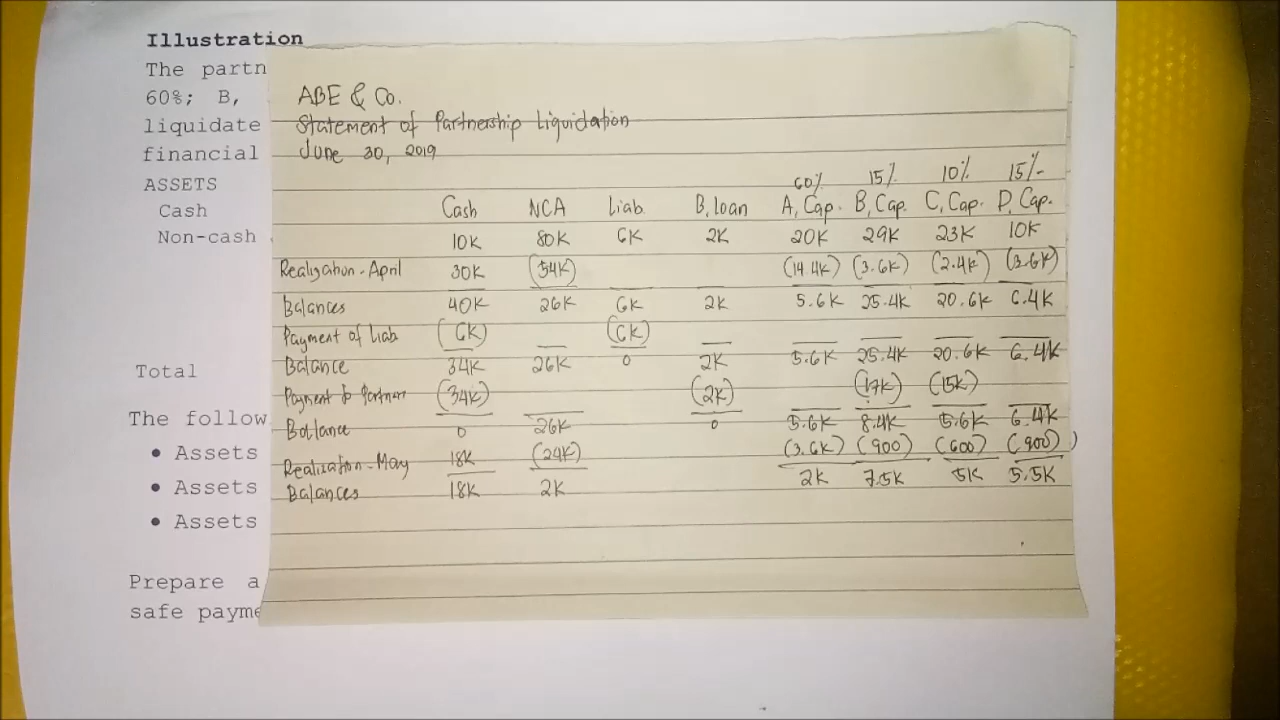 Illustration
The partn
60%; B,
liquidate
financial
ASSETS
Cash
Non-cash
Total
The follow
• Assets
• Assets
• Assets
Prepare a
safe payme
ABE & Co.
Statement of Partnership Liquidation
June 30, 2019
60% 15% 10% 15%
Cash NCA Liab. B, loan A, Cap. B, Cap. C, Cap. D, Cap.
10K 80K 6K 2K 20K 29K 23K 10K
Realization - April 30K (54K) (14.4K) (3.6K) (2.4K) (3.6K)
Balances 40K 26K 6K 2K 5.6K 25.4K 20.6K 6.4K
Payment of Liab (6K) (6K)
Balance 34K 26K 0 2K 5.6K 25.4K 20.6K 6.4K
Payment to Partners (34K) (2K) (17K) (15K)
Ballance 0 26K 0 5.6K 8.4K 5.6K 6.4K
Realization - May 18K (24K) (3.6K) (900) (600) (900)
Balances 18K 2K 2K 7.5K 5K 5.5K